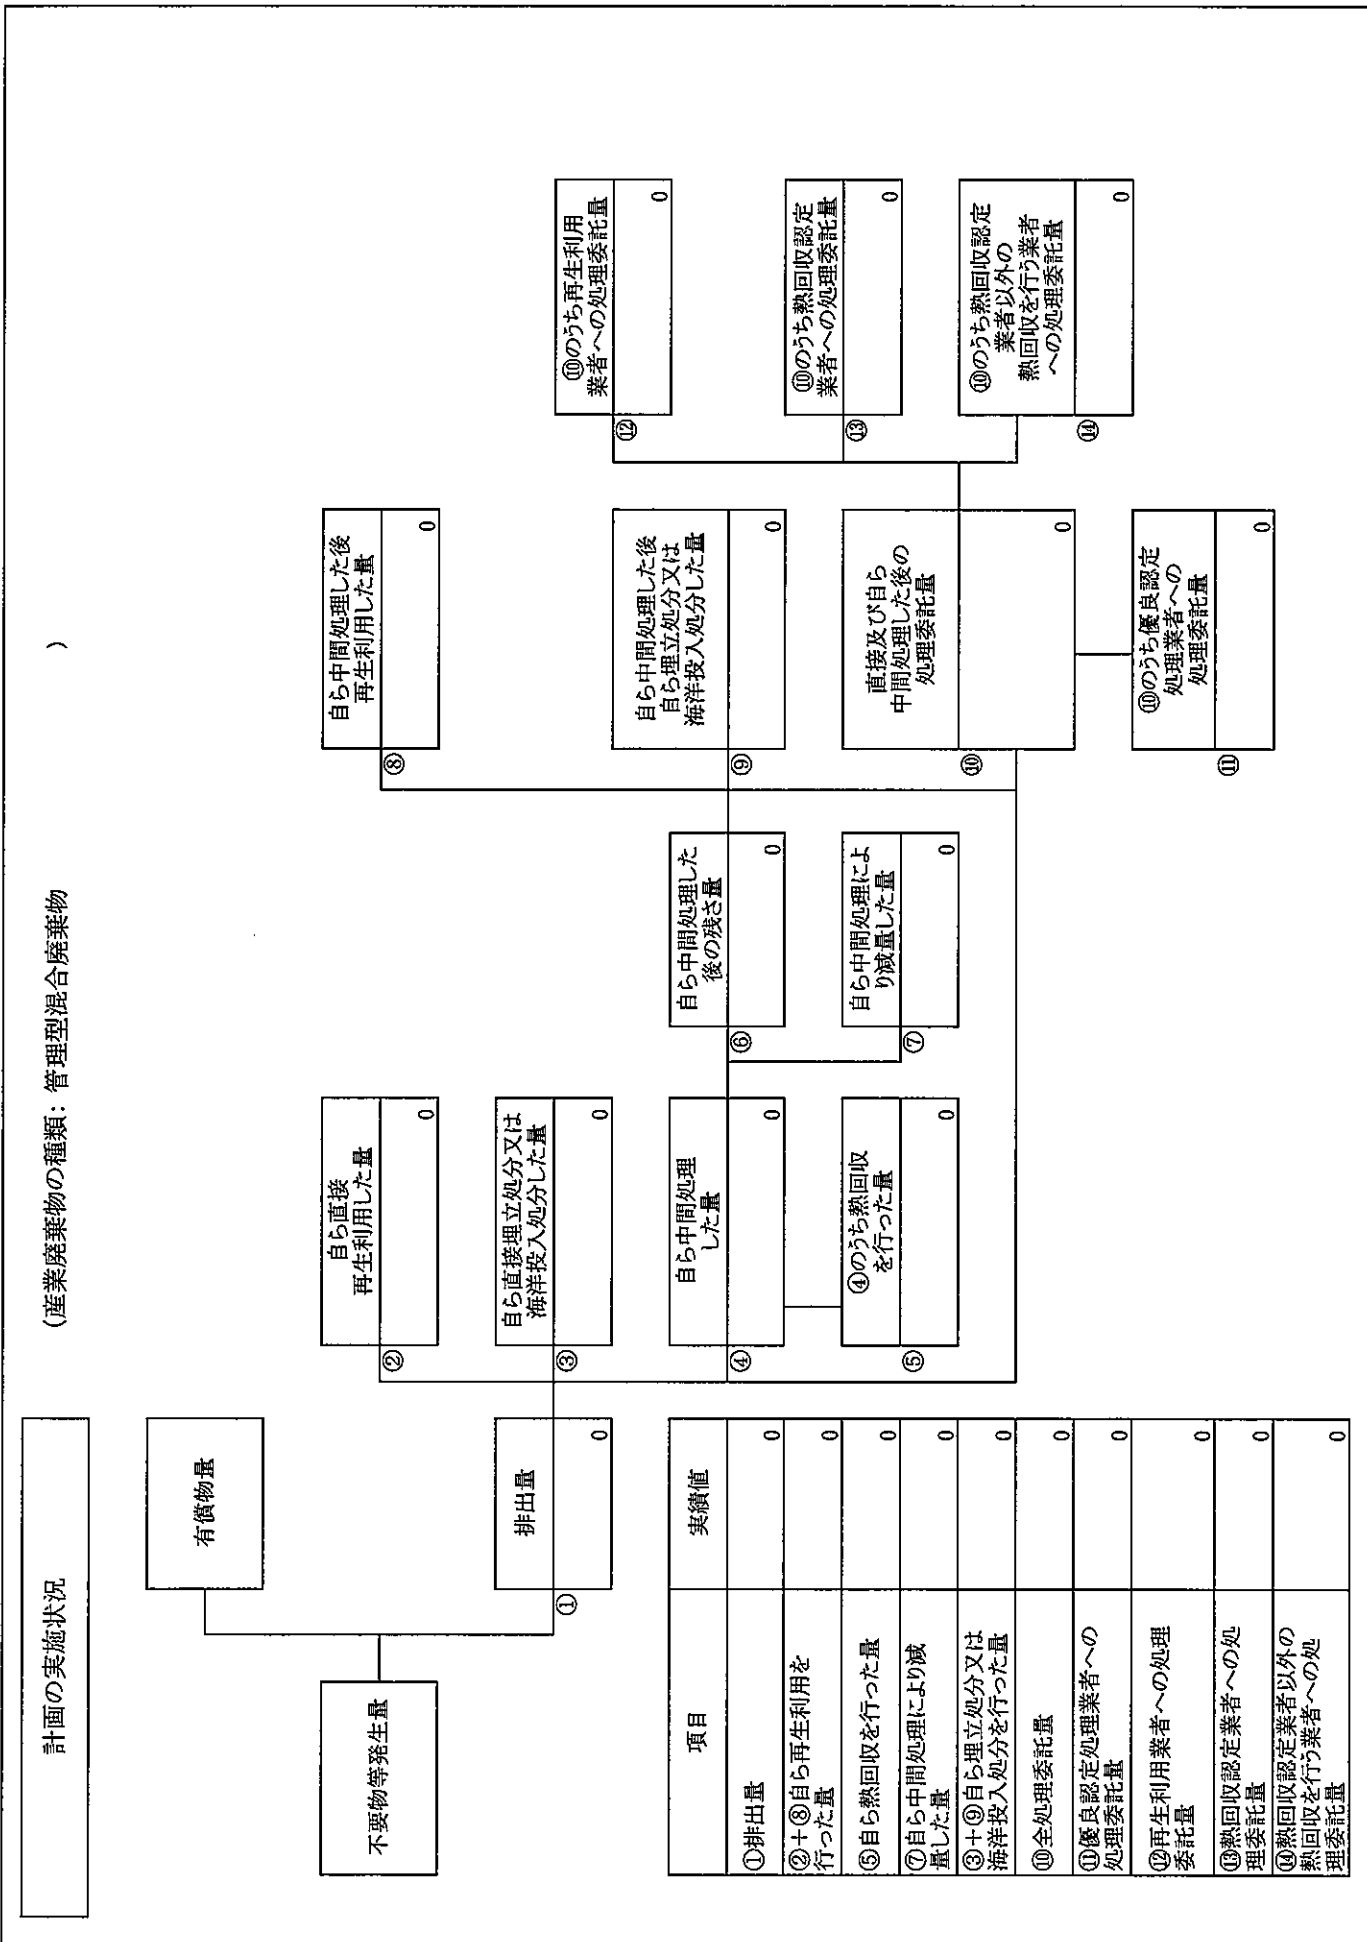 計画の実施状況
(産業廃棄物の種類: 管理型混合廃棄物 )
不要物等発生量
有償物量
①
排出量
0
②
自ら直接
再生利用した量
0
③
自ら直接埋立処分又は
海洋投入処分した量
0
④
自ら中間処理
した量
0
⑤
④のうち熱回収
を行った量
0
⑥
自ら中間処理した
後の残さ量
0
⑦
自ら中間処理によ
り減量した量
0
⑧
自ら中間処理した後
再生利用した量
0
⑨
自ら中間処理した後
自ら埋立処分又は
海洋投入処分した量
0
⑩
直接及び自ら
中間処理した後の
処理委託量
0
⑪
⑩のうち優良認定
処理業者への
処理委託量
0
⑫
⑩のうち再生利用
業者への処理委託量
0
⑬
⑩のうち熱回収認定
業者への処理委託量
0
⑭
⑩のうち熱回収認定
業者以外の
熱回収を行う業者
への処理委託量
0
項目 実績値
①排出量 0
②+⑧自ら再生利用を
行った量 0
⑤自ら熱回収を行った量 0
⑦自ら中間処理により減
量した量 0
③+⑨自ら埋立処分又は
海洋投入処分を行った量 0
⑩全処理委託量 0
⑪優良認定処理業者への
処理委託量 0
⑫再生利用業者への処理
委託量 0
⑬熱回収認定業者への処
理委託量 0
⑭熱回収認定業者以外の
熱回収を行う業者への処
理委託量 0